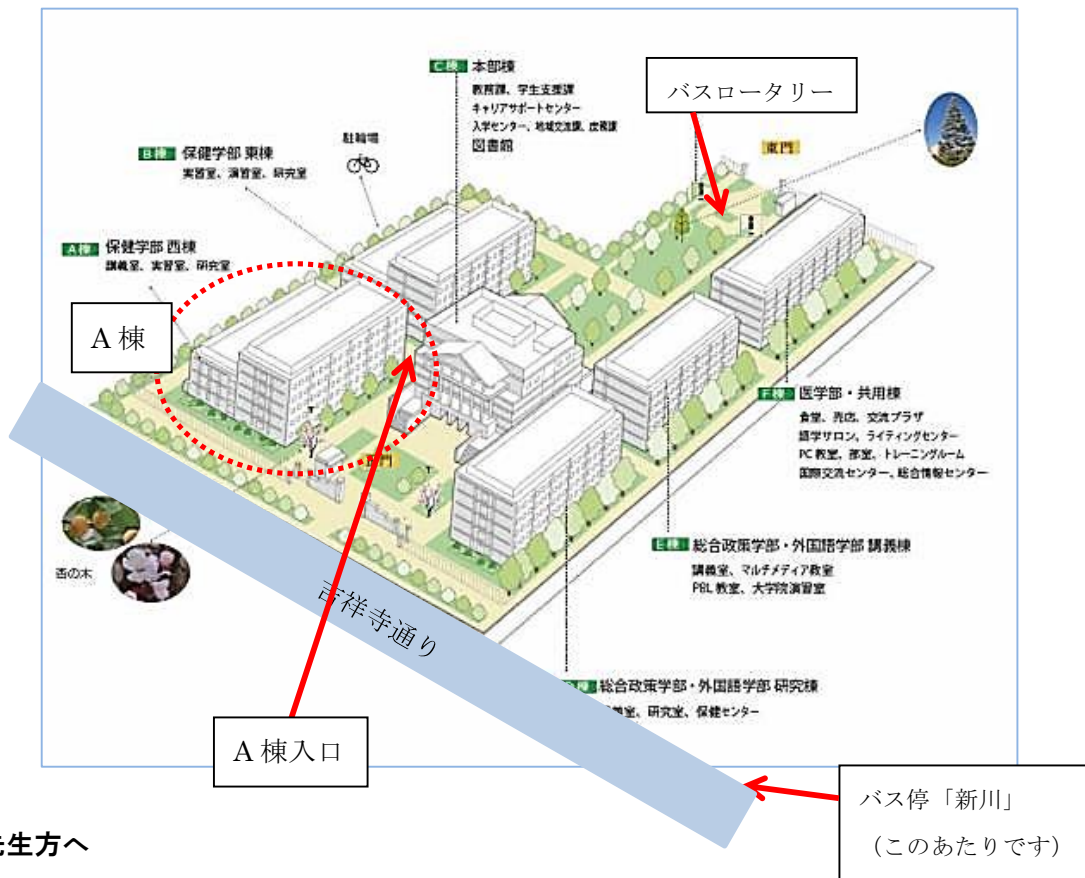 C棟 本部棟
教務課、学生支援課
キャリアサポートセンター
入学センター、地域交流課、庶務課
図書館
バスロータリー
東門
駐輪場
B棟 保健学部 東棟
実習室、演習室、研究室
A棟 保健学部 西棟
講義室、実習室、研究室
A棟
F棟 医学部・共用棟
食堂、売店、交流プラザ
語学サロン、ライティングセンター
PC教室、部室、トレーニングルーム
国際交流センター、総合情報センター
E棟 総合政策学部・外国語学部 講義棟
講義室、マルチメディア教室
PBL教室、大学院演習室
杏の木
吉祥寺通り
総合政策学部・外国語学部 研究棟
研究室、保健センター
A棟入口
バス停「新川」
（このあたりです）
生方へ